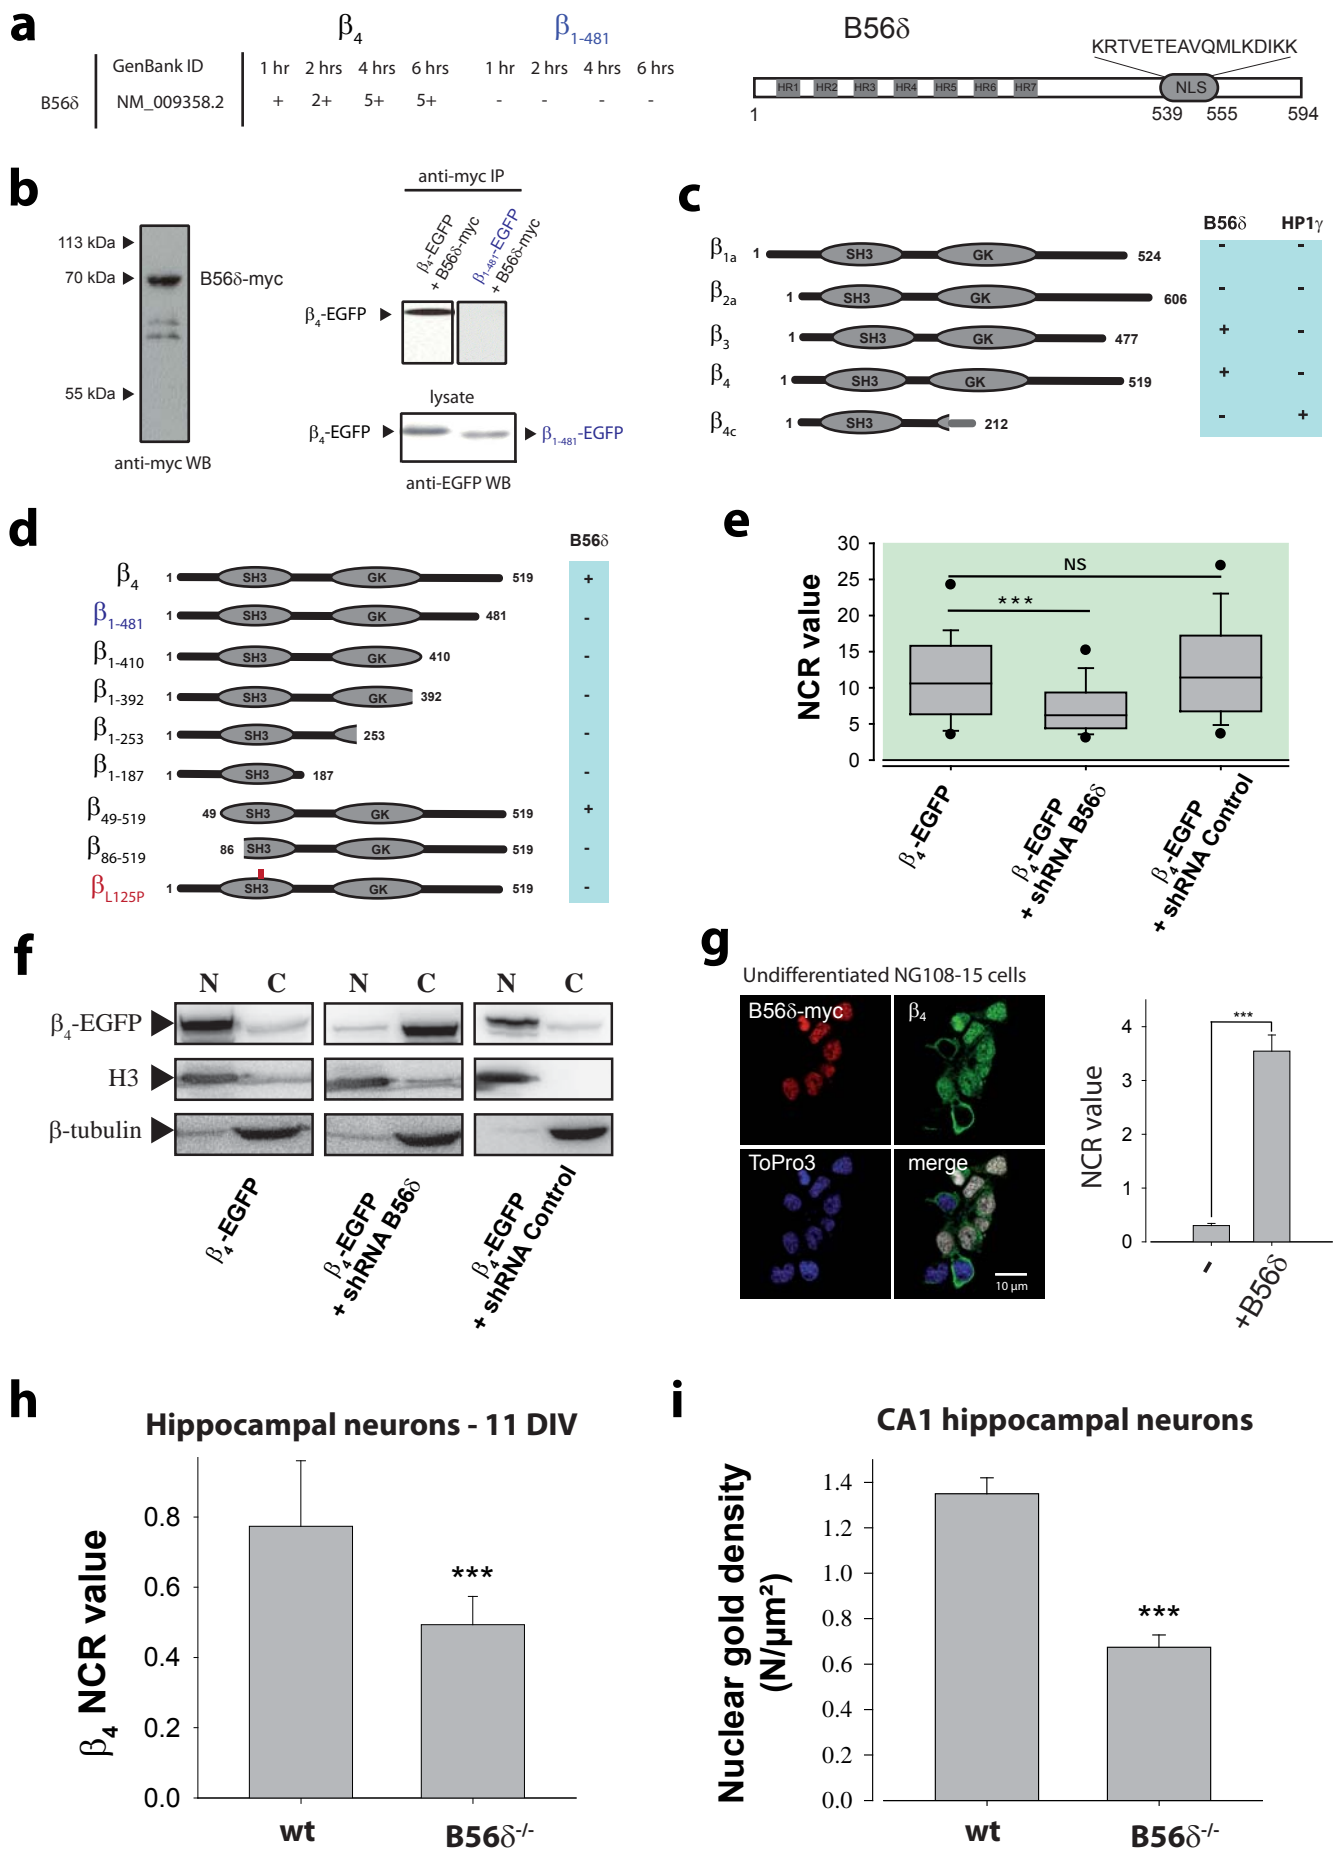 a
β4 β1-481
GenBank ID 1 hr 2 hrs 4 hrs 6 hrs 1 hr 2 hrs 4 hrs 6 hrs
B56δ NM_009358.2 + 2+ 5+ 5+ - - - -
B56δ
KRTVETEAVQMLKDIKK
HR1 HR2 HR3 HR4 HR5 HR6 HR7 NLS
1 539 555 594
b
113 kDa
70 kDa
55 kDa
B56δ-myc
anti-myc WB
anti-myc IP
β4-EGFP + B56δ-myc
β1-481-EGFP + B56δ-myc
β4-EGFP
lysate
β4-EGFP β1-481-EGFP
anti-EGFP WB
c
B56δ HP1γ
β1a 1 SH3 GK 524 - -
β2a 1 SH3 GK 606 - -
β3 1 SH3 GK 477 + -
β4 1 SH3 GK 519 + -
β4c 1 SH3 212 - +
d
B56δ
β4 1 SH3 GK 519 +
β1-481 1 SH3 GK 481 -
β1-410 1 SH3 GK 410 -
β1-392 1 SH3 GK 392 -
β1-253 1 SH3 253 -
β1-187 1 SH3 187 -
β49-519 49 SH3 GK 519 +
β86-519 86 SH3 GK 519 -
βL125P 1 SH3 GK 519 -
e
NCR value
30
25
20
15
10
5
0
NS
***
β4-EGFP
β4-EGFP + shRNA B56δ
β4-EGFP + shRNA Control
f
N C N C N C
β4-EGFP
H3
β-tubulin
β4-EGFP
β4-EGFP + shRNA B56δ
β4-EGFP + shRNA Control
g
Undifferentiated NG108-15 cells
B56δ-myc β4
ToPro3 merge
10 µm
NCR value
4
3
2
1
0
***
-
+B56δ
h
Hippocampal neurons - 11 DIV
β4 NCR value
0.8
0.6
0.4
0.2
0.0
***
wt B56δ-/-
i
CA1 hippocampal neurons
Nuclear gold density
(N/µm²)
1.4
1.2
1.0
0.8
0.6
0.4
0.2
0.0
***
wt B56δ-/-